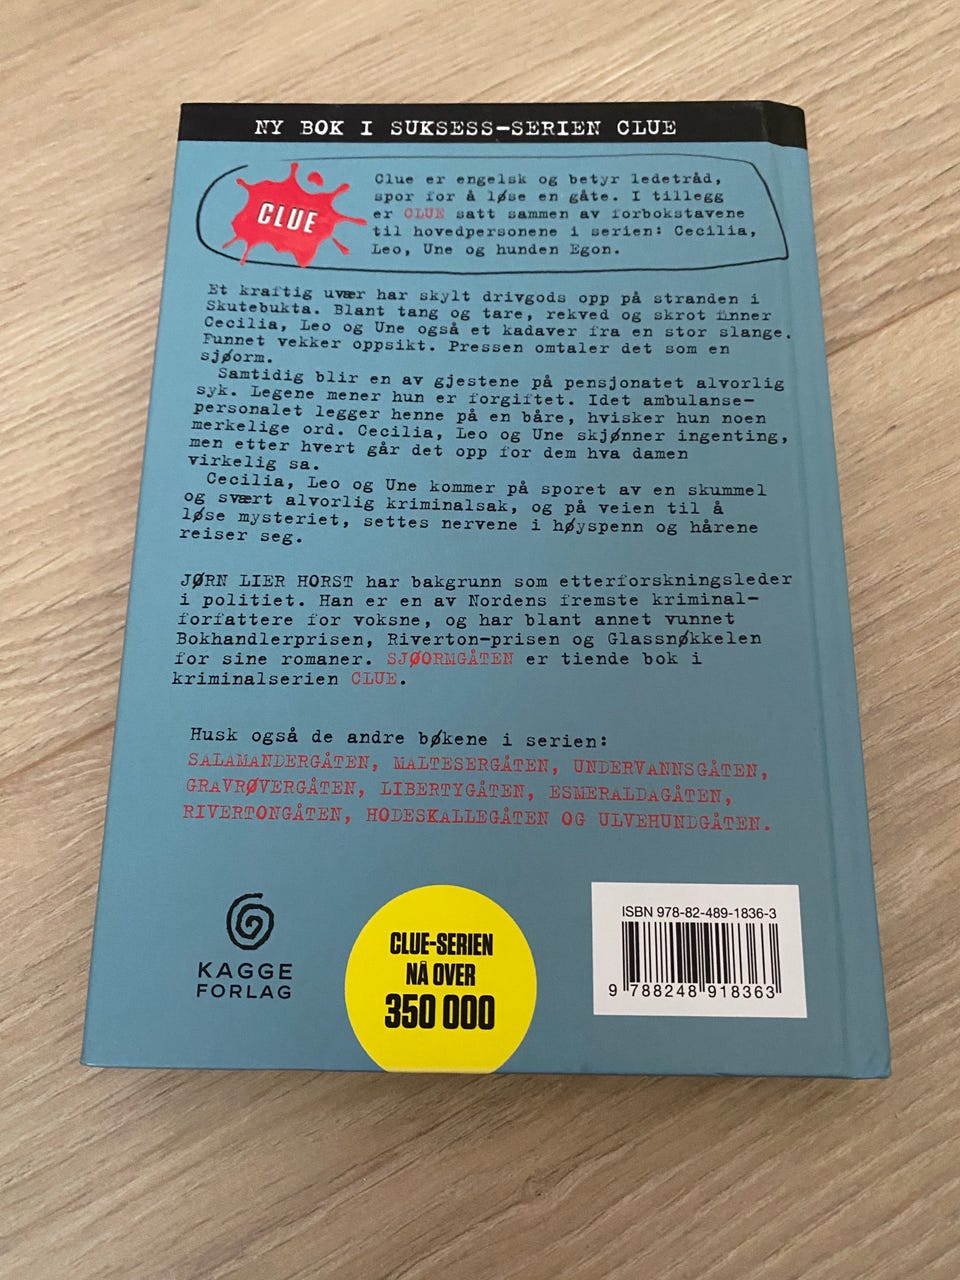 NY BOK I SUKSESS-SERIEN CLUE
CLUE
Clue er engelsk og betyr ledetråd,
spor for å løse en gåte. I tillegg
er CLUE satt sammen av forbokstavene
til hovedpersonene i serien: Cecilia,
Leo, Une og hunden Egon.
Et kraftig uvær har skylt drivgods opp på stranden i
Skutebukta. Blant tang og tare, rekved og skrot finner
Cecilia, Leo og Une også et kadaver fra en stor slange.
Funnet vekker oppsikt. Pressen omtaler det som en
sjøorm.
Samtidig blir en av gjestene på pensjonatet alvorlig
syk. Legene mener hun er forgiftet. Idet ambulanse-
personalet legger henne på en båre, hvisker hun noen
merkelige ord. Cecilia, Leo og Une skjønner ingenting,
men etter hvert går det opp for dem hva damen
virkelig sa.
Cecilia, Leo og Une kommer på sporet av en skummel
og svært alvorlig kriminalsak, og på veien til å
løse mysteriet, settes nervene i høyspenn og hårene
reiser seg.
JØRN LIER HORST har bakgrunn som etterforskningsleder
i politiet. Han er en av Nordens fremste kriminal-
forfattere for voksne, og har blant annet vunnet
Bokhandlerprisen, Riverton-prisen og Glassnøkkelen
for sine romaner. SJØORMGÅTEN er tiende bok i
kriminalserien CLUE.
Husk også de andre bøkene i serien:
SALAMANDERGÅTEN, MALTESERGÅTEN, UNDERVANNSGÅTEN,
GRAVRØVERGÅTEN, LIBERTYGÅTEN, ESMERALDAGÅTEN,
RIVERTONGÅTEN, HODESKALLEGÅTEN OG ULVEHUNDGÅTEN.
KAGGE
FORLAG
CLUE-SERIEN
NÅ OVER
350 000
ISBN 978-82-489-1836-3
9 788248 918363